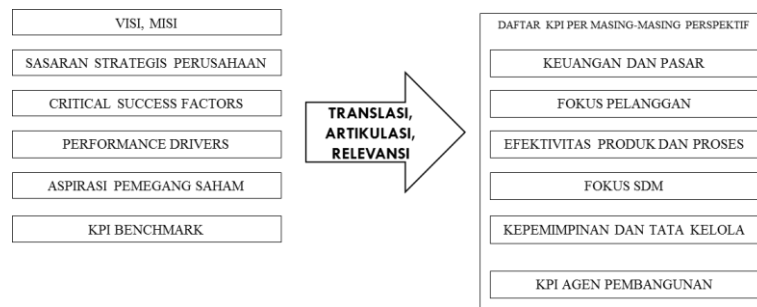 VISI, MISI
SASARAN STRATEGIS PERUSAHAAN
CRITICAL SUCCESS FACTORS
PERFORMANCE DRIVERS
ASPIRASI PEMEGANG SAHAM
KPI BENCHMARK
TRANSLASI,
ARTIKULASI,
RELEVANSI
DAFTAR KPI PER MASING-MASING PERSPEKTIF
KEUANGAN DAN PASAR
FOKUS PELANGGAN
EFEKTIVITAS PRODUK DAN PROSES
FOKUS SDM
KEPEMIMPINAN DAN TATA KELOLA
KPI AGEN PEMBANGUNAN